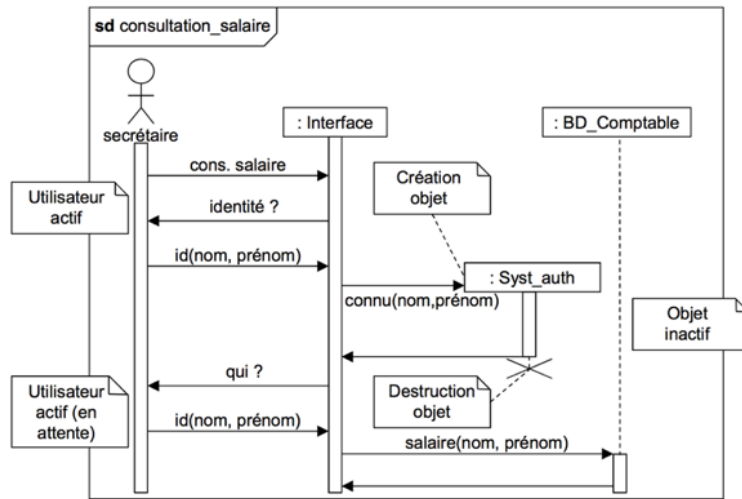 sd consultation_salaire
secrétaire
: Interface
: BD_Comptable
cons. salaire
Création
objet
Utilisateur
actif
identité ?
id(nom, prénom)
: Syst_auth
connu(nom,prénom)
Objet
inactif
qui ?
Utilisateur
actif (en
attente)
Destruction
objet
id(nom, prénom)
salaire(nom, prénom)